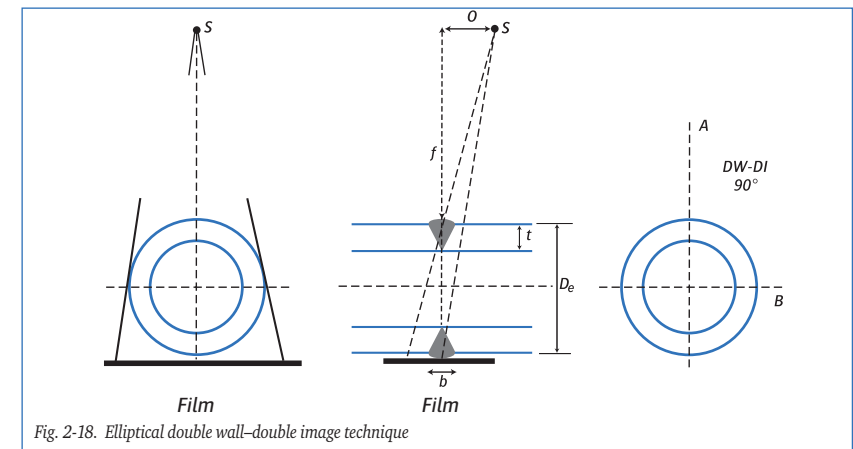 S
Film
O
S
f
t
De
b
Film
A
DW-DI
90°
B
Fig. 2-18. Elliptical double wall–double image technique